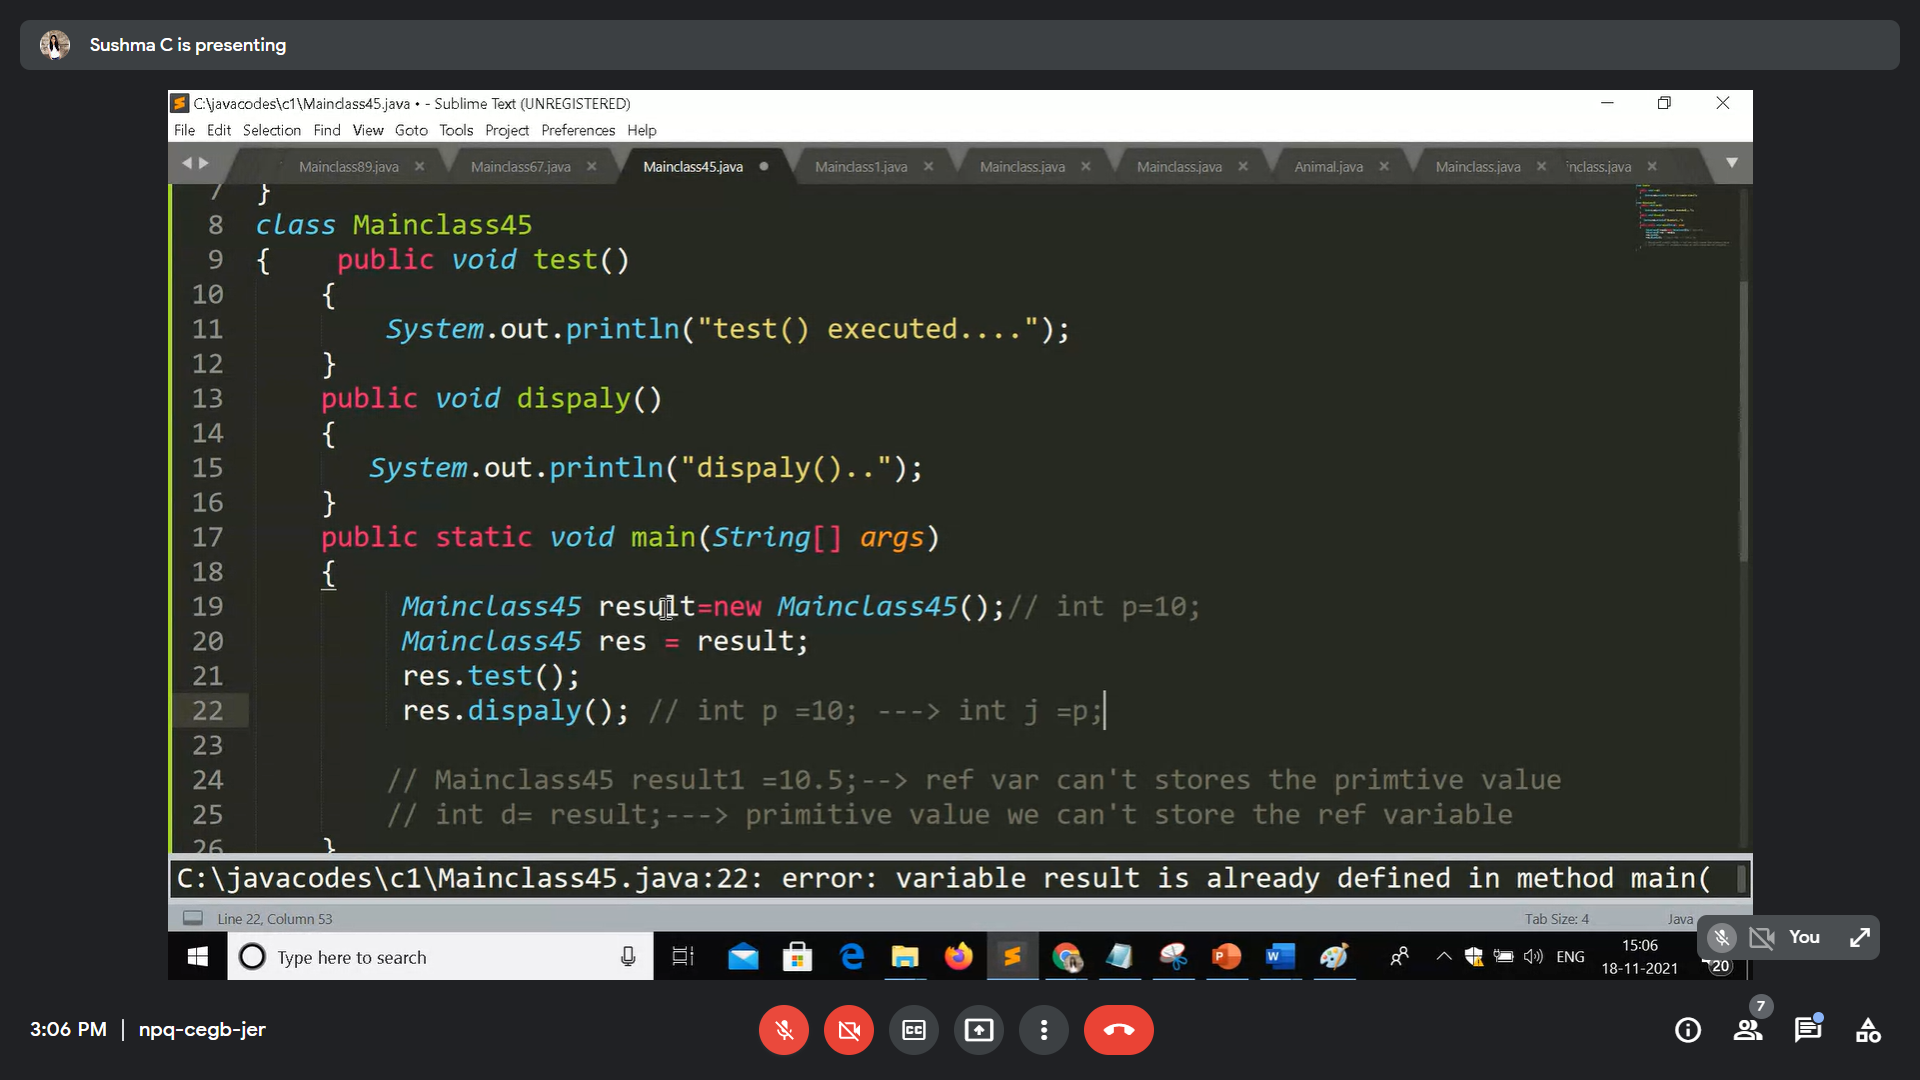 Sushma C is presenting
C:\javacodes\c1\Mainclass45.java • - Sublime Text (UNREGISTERED)
File Edit Selection Find View Goto Tools Project Preferences Help
Mainclass89.java Mainclass67.java Mainclass45.java Mainclass1.java Mainclass.java Mainclass.java Animal.java Mainclass.java nclass.java
7 }
8 class Mainclass45
9 { public void test()
10 {
11 System.out.println("test() executed....");
12 }
13 public void dispaly()
14 {
15 System.out.println("dispaly()..");
16 }
17 public static void main(String[] args)
18 {
19 Mainclass45 result=new Mainclass45();// int p=10;
20 Mainclass45 res = result;
21 res.test();
22 res.dispaly(); // int p =10; ---> int j =p;
23
24 // Mainclass45 result1 =10.5;--> ref var can't stores the primtive value
25 // int d= result;---> primitive value we can't store the ref variable
26 }
C:\javacodes\c1\Mainclass45.java:22: error: variable result is already defined in method main(
Line 22, Column 53 Tab Size: 4 Java
You
Type here to search
ENG
15:06
18-11-2021
20
3:06 PM | npq-cegb-jer
CC
7